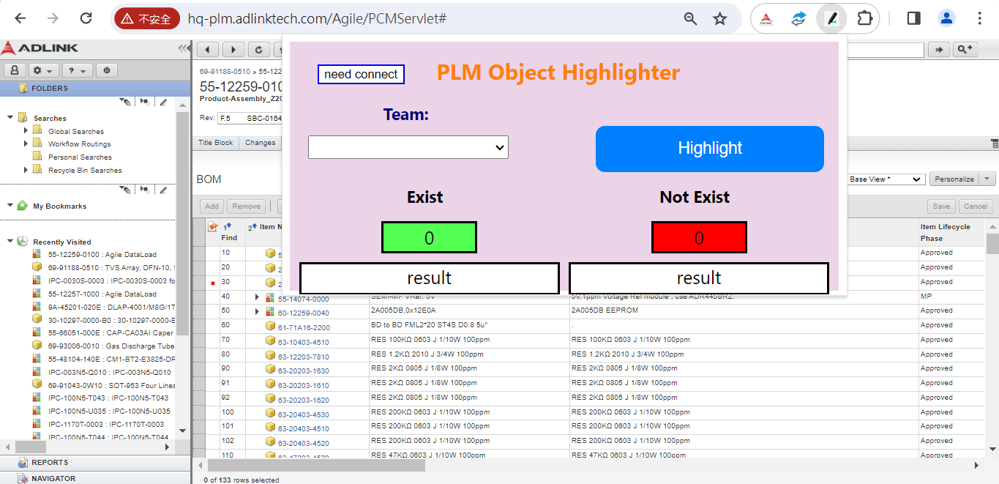 不安全
hq-plm.adlinktech.com/Agile/PCMServlet#
ADLINK
FOLDERS
Searches
Global Searches
Workflow Routings
Personal Searches
Recycle Bin Searches
My Bookmarks
Recently Visited
55-12259-0100 : Agile DataLoad
69-91188-0510 : TVS Array, DFN-10,
IPC-0030S-0003 : IPC-0030S-0003 fo
55-12257-1000 : Agile DataLoad
9A-45201-020E : DLAP-4001/M8G/1T
30-10297-0000-B0 : 30-10297-0000-E
55-66051-000E : CAP-CA03AI Caper
69-93006-0010 : Gas Discharge Tube
55-48104-140E : CM1-BT2-E3825-DR
IPC-003N5-Q010 : IPC-003N5-Q010
69-91043-0W10 : SOT-953 Four Lines
IPC-100N5-T043 : IPC-100N5-T043
IPC-100N5-U035 : IPC-100N5-U035
IPC-1170T-0003 : IPC-1170T-0003
IPC-100N5-T044 : IPC-100N5-T044
REPORTS
NAVIGATOR
69-91188-0510 » 55-122
55-12259-010
Product-Assembly_Z20
Rev: F.5 SBC-0164
Title Block Changes
BOM
Base View * Personalize
Add Remove Save Cancel
need connect
PLM Object Highlighter
Team:
Highlight
Exist Not Exist
0 0
result result
1 Find 2 Item N Item Lifecycle Phase
10 Approved
20 Approved
30 Approved
40 55-14074-0000 SEMI-MP VRef. 5V 5V,1ppm Voltage Ref module , use ADR445BRZ. MP
50 60-12259-0040 2A005DB,0x12E0A 2A005DB EEPROM Approved
60 61-71A16-2200 BD to BD FML2*20 ST4S D0.8 5u" . Approved
70 63-10403-4510 RES 100KΩ 0603 J 1/10W 100ppm RES 100KΩ 0603 J 1/10W 100ppm Approved
80 63-12203-7810 RES 1.2KΩ 2010 J 3/4W 100ppm RES 1.2KΩ 2010 J 3/4W 100ppm Approved
90 63-20203-1630 RES 2KΩ 0805 J 1/8W 100ppm RES 2KΩ 0805 J 1/8W 100ppm Approved
91 63-20203-1610 RES 2KΩ 0805 J 1/8W 100ppm RES 2KΩ 0805 J 1/8W 100ppm Approved
92 63-20203-1620 RES 2KΩ 0805 J 1/8W 100ppm RES 2KΩ 0805 J 1/8W 100ppm Approved
100 63-20403-4530 RES 200KΩ 0603 J 1/10W 100ppm RES 200KΩ 0603 J 1/10W 100ppm Approved
101 63-20403-4510 RES 200KΩ 0603 J 1/10W 100ppm RES 200KΩ 0603 J 1/10W 100ppm Approved
102 63-20403-4520 RES 200KΩ 0603 J 1/10W 100ppm RES 200KΩ 0603 J 1/10W 100ppm Approved
110 63-47303-4530 RES 47KΩ 0603 J 1/10W 100ppm RES 47KΩ 0603 J 1/10W 100ppm Approved
0 of 133 rows selected